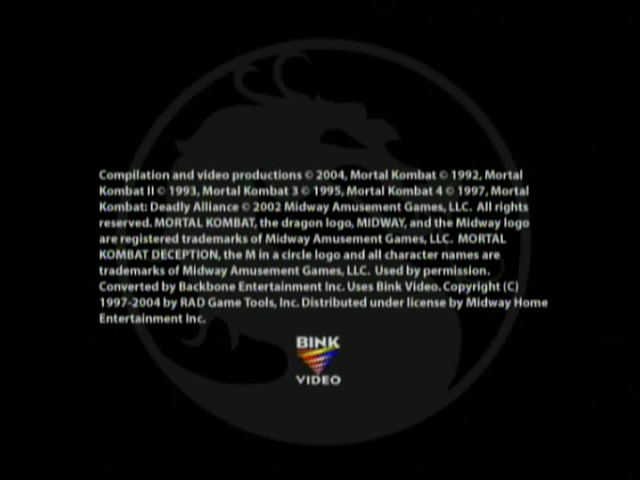 Compilation and video productions © 2004, Mortal Kombat © 1992, Mortal
Kombat II © 1993, Mortal Kombat 3 © 1995, Mortal Kombat 4 © 1997, Mortal
Kombat: Deadly Alliance © 2002 Midway Amusement Games, LLC.  All rights
reserved. MORTAL KOMBAT, the dragon logo, MIDWAY, and the Midway logo
are registered trademarks of Midway Amusement Games, LLC.  MORTAL
KOMBAT DECEPTION, the M in a circle logo and all character names are
trademarks of Midway Amusement Games, LLC.  Used by permission.
Converted by Backbone Entertainment Inc. Uses Bink Video. Copyright (C)
1997-2004 by RAD Game Tools, Inc. Distributed under license by Midway Home
Entertainment Inc.
BINK
VIDEO